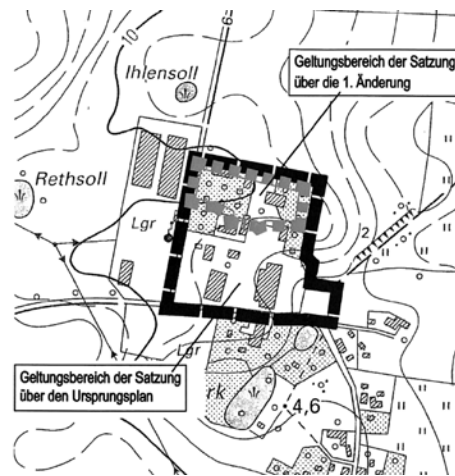 10
6
Ihlensoll
Geltungsbereich der Satzung
über die 1. Änderung
Rethsoll
Lgr
2
Lgr
Geltungsbereich der Satzung
über den Ursprungsplan
rk
4,6